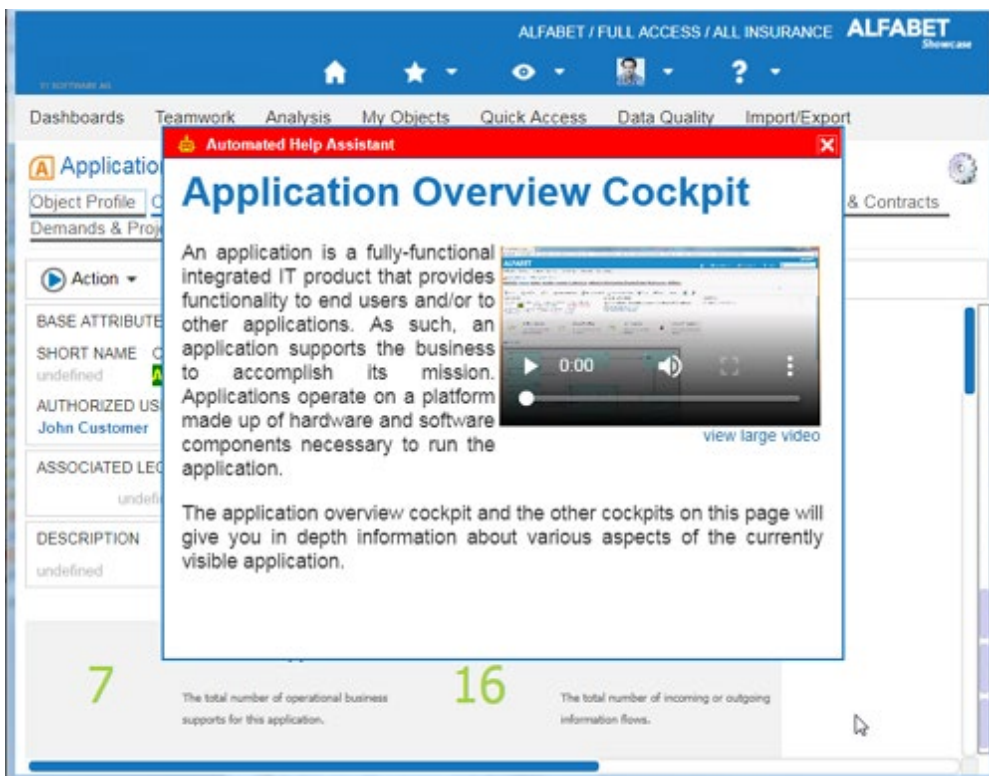 ALFABET / FULL ACCESS / ALL INSURANCE ALFABET
Showcase
BY SOFTWARE AG
Dashboards Teamwork Analysis My Objects Quick Access Data Quality Import/Export
Automated Help Assistant
A Applicatio
Application Overview Cockpit
Object Profile & Contracts
Demands & Proj
An application is a fully-functional
integrated IT product that provides
functionality to end users and/or to
other applications. As such, an
application supports the business
to accomplish its mission.
Applications operate on a platform
made up of hardware and software
components necessary to run the
application.
ALFABET
0:00
view large video
The application overview cockpit and the other cockpits on this page will
give you in depth information about various aspects of the currently
visible application.
Action
BASE ATTRIBUTE
SHORT NAME
undefined
AUTHORIZED US
John Customer
ASSOCIATED LEG
undefi
DESCRIPTION
undefined
7
The total number of operational business
supports for this application.
16
The total number of incoming or outgoing
information flows.